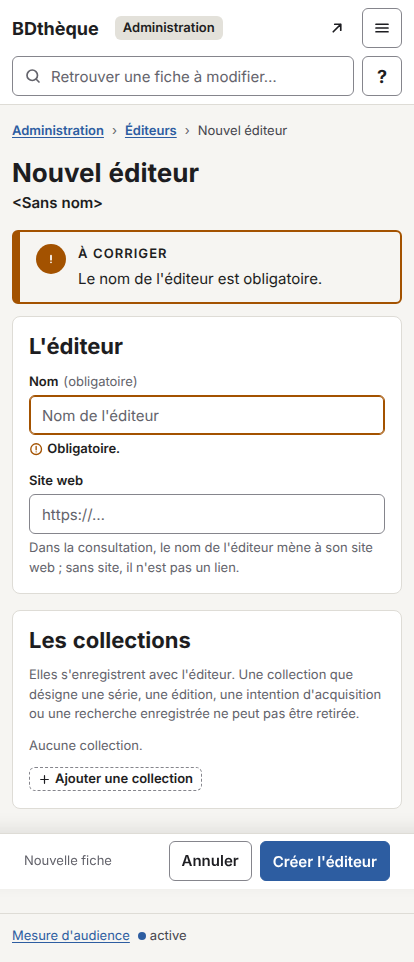 BDthèque Administration
Retrouver une fiche à modifier... ?
Administration › Éditeurs › Nouvel éditeur
Nouvel éditeur
<Sans nom>
! À CORRIGER
Le nom de l'éditeur est obligatoire.
L'éditeur
Nom (obligatoire)
Nom de l'éditeur
Obligatoire.
Site web
https://...
Dans la consultation, le nom de l'éditeur mène à son site
web ; sans site, il n'est pas un lien.
Les collections
Elles s'enregistrent avec l'éditeur. Une collection que
désigne une série, une édition, une intention d'acquisition
ou une recherche enregistrée ne peut pas être retirée.
Aucune collection.
+ Ajouter une collection
Nouvelle fiche Annuler Créer l'éditeur
Mesure d'audience active